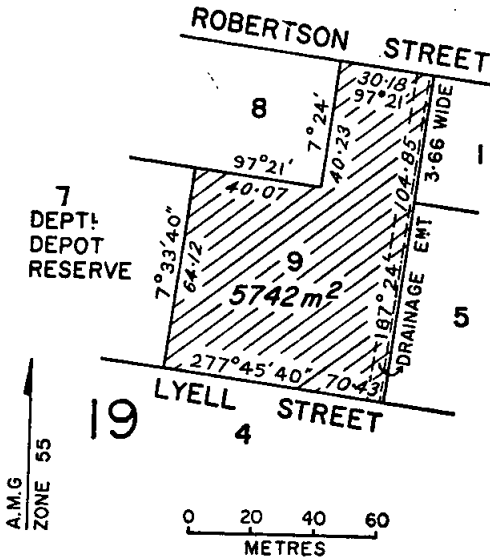 ROBERTSON STREET
30·18
97°21'
8
7°24'
40·23
3·66 WIDE
1
97°21'
40·07
104·85
7
DEPT.
DEPOT
RESERVE
7°33'40"
64·12
9
5742m²
187°24'
DRAINAGE EMT
5
277°45'40" 70·43
LYELL STREET
19
4
A.M.G
ZONE 55
0 20 40 60
METRES